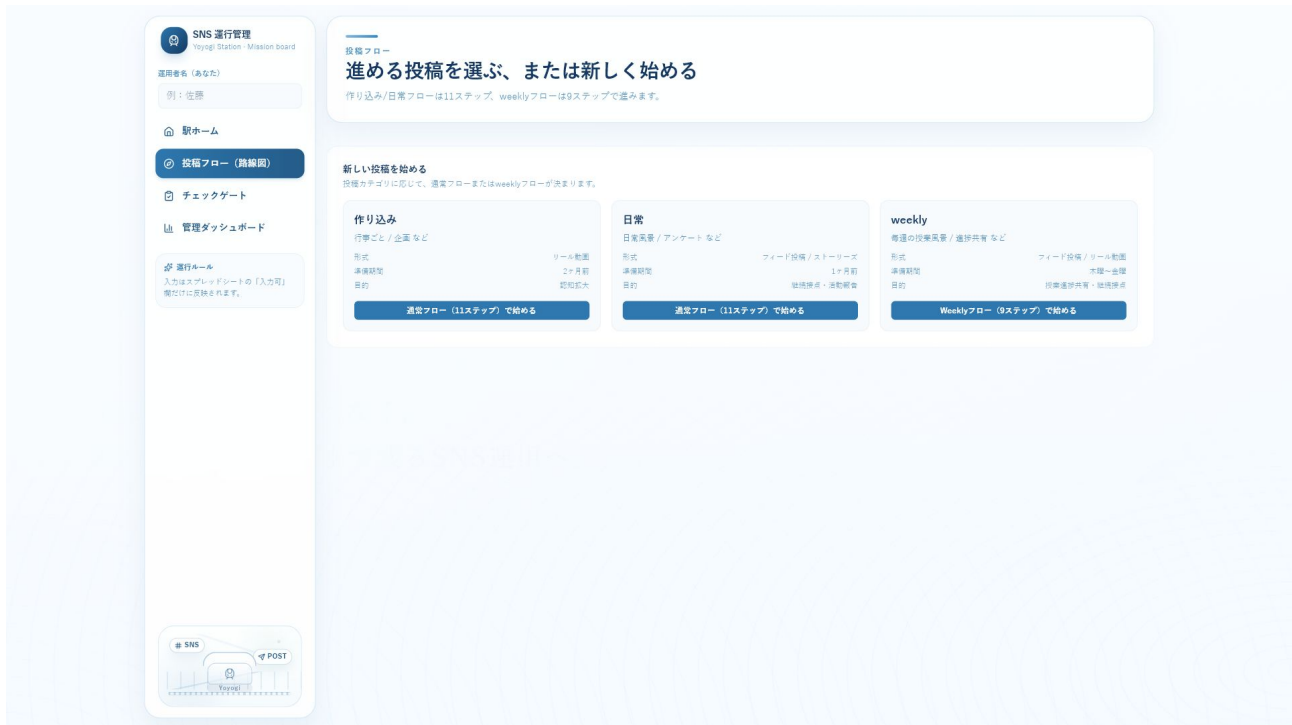 SNS 運行管理
Yoyogi Station · Mission board
運用者名（あなた）
例：佐藤
駅ホーム
投稿フロー（路線図）
チェックゲート
管理ダッシュボード
運行ルール
入力はスプレッドシートの「入力可」
欄だけに反映されます。
# SNS
POST
Yoyogi
投稿フロー
進める投稿を選ぶ、または新しく始める
作り込み/日常フローは11ステップ、weeklyフローは9ステップで進みます。
新しい投稿を始める
投稿カテゴリに応じて、通常フローまたはweeklyフローが決まります。
作り込み
行事ごと / 企画 など
形式 リール動画
準備期間 2ヶ月前
目的 認知拡大
通常フロー（11ステップ）で始める
日常
日常風景 / アンケート など
形式 フィード投稿 / ストーリーズ
準備期間 1ヶ月前
目的 継続接点・活動報告
通常フロー（11ステップ）で始める
weekly
毎週の授業風景 / 進捗共有 など
形式 フィード投稿 / リール動画
準備期間 木曜〜金曜
目的 授業進捗共有・継続接点
Weeklyフロー（9ステップ）で始める